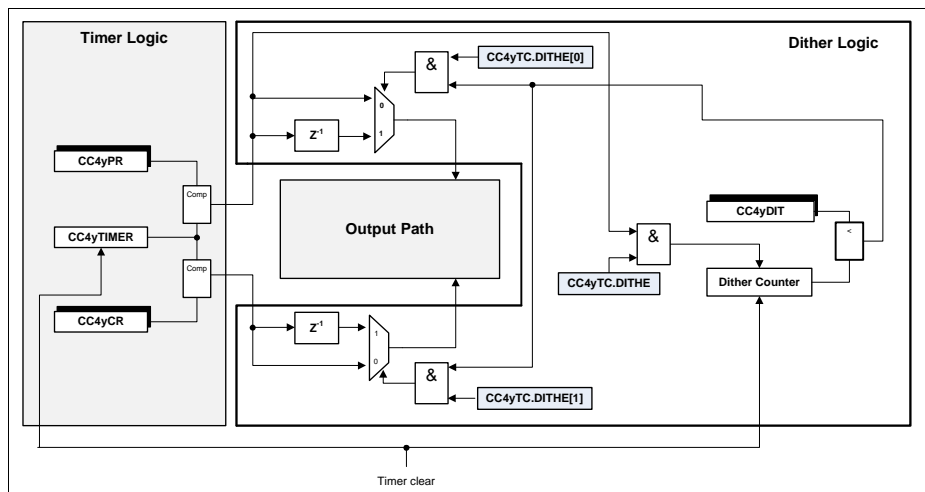 Timer Logic
Dither Logic
&
CC4yTC.DITHE[0]
0
1
Z-1
CC4yPR
Comp
Output Path
CC4yDIT
<
CC4yTIMER
&
CC4yTC.DITHE
Dither Counter
Comp
CC4yCR
Z-1
1
0
&
CC4yTC.DITHE[1]
Timer clear